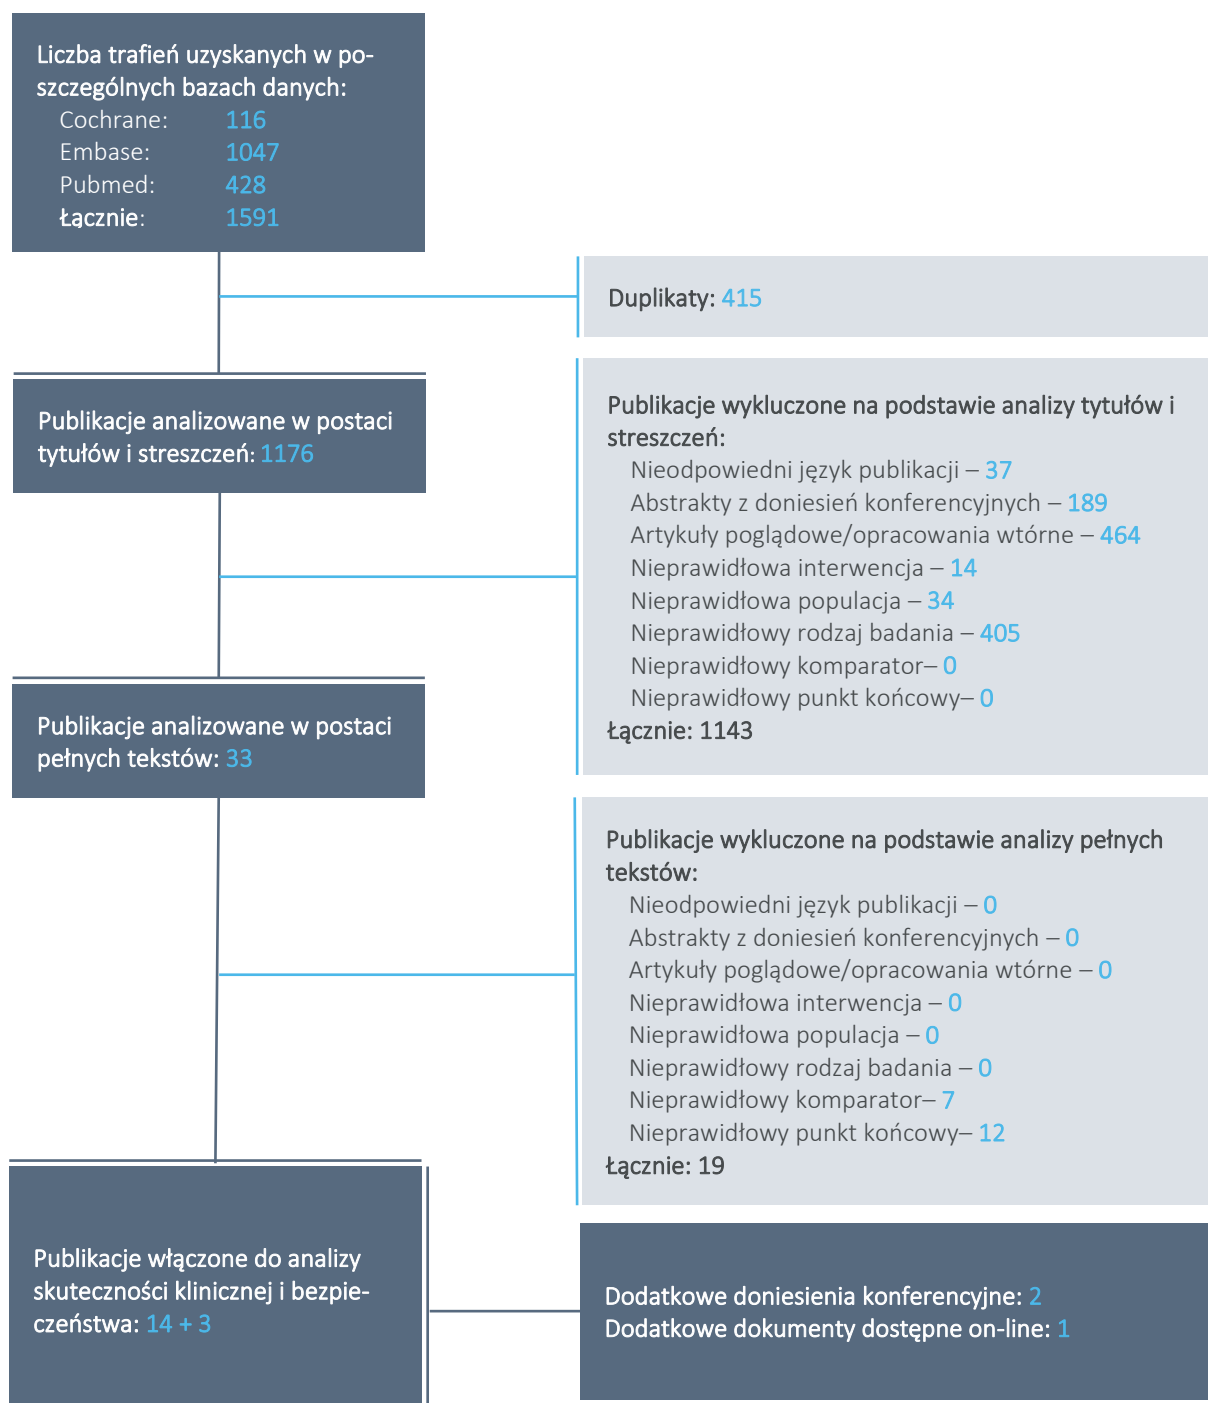 Liczba trafień uzyskanych w po-
szczególnych bazach danych:
Cochrane: 116
Embase: 1047
Pubmed: 428
Łącznie: 1591
Duplikaty: 415
Publikacje analizowane w postaci
tytułów i streszczeń: 1176
Publikacje wykluczone na podstawie analizy tytułów i
streszczeń:
Nieodpowiedni język publikacji – 37
Abstrakty z doniesień konferencyjnych – 189
Artykuły poglądowe/opracowania wtórne – 464
Nieprawidłowa interwencja – 14
Nieprawidłowa populacja – 34
Nieprawidłowy rodzaj badania – 405
Nieprawidłowy komparator– 0
Nieprawidłowy punkt końcowy– 0
Łącznie: 1143
Publikacje analizowane w postaci
pełnych tekstów: 33
Publikacje wykluczone na podstawie analizy pełnych
tekstów:
Nieodpowiedni język publikacji – 0
Abstrakty z doniesień konferencyjnych – 0
Artykuły poglądowe/opracowania wtórne – 0
Nieprawidłowa interwencja – 0
Nieprawidłowa populacja – 0
Nieprawidłowy rodzaj badania – 0
Nieprawidłowy komparator– 7
Nieprawidłowy punkt końcowy– 12
Łącznie: 19
Publikacje włączone do analizy
skuteczności klinicznej i bezpie-
czeństwa: 14 + 3
Dodatkowe doniesienia konferencyjne: 2
Dodatkowe dokumenty dostępne on-line: 1